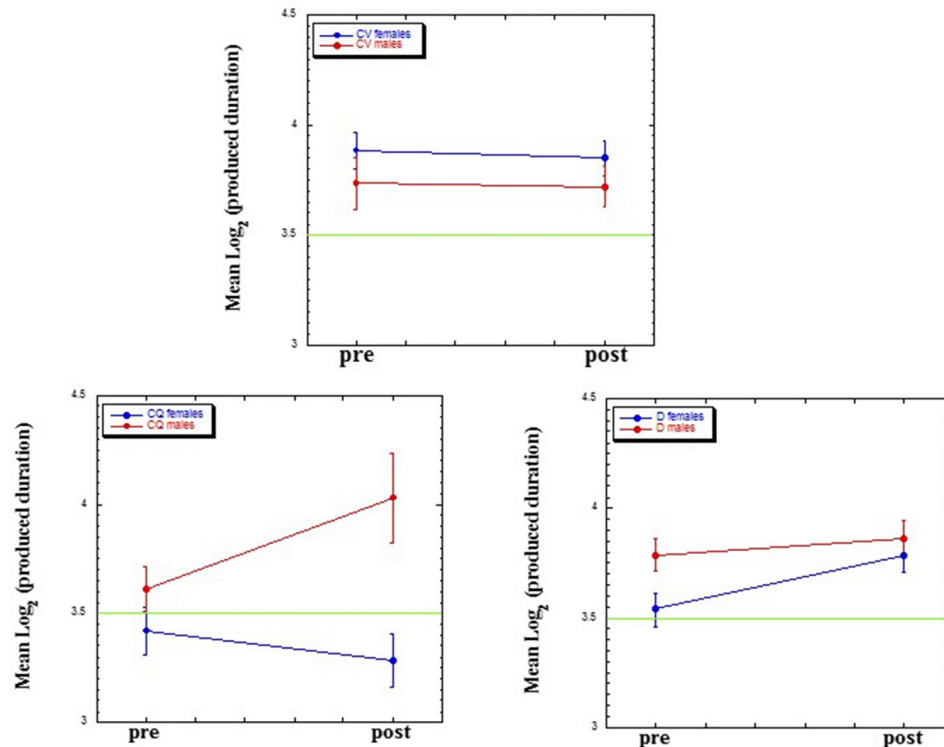 4.5
CV females
CV males
4
3.5
3
Mean Log2 (produced duration)
pre post
4.5
CQ females
CQ males
4
3.5
3
Mean Log2 (produced duration)
pre post
4.5
D females
D males
4
3.5
3
Mean Log2 (produced duration)
pre post